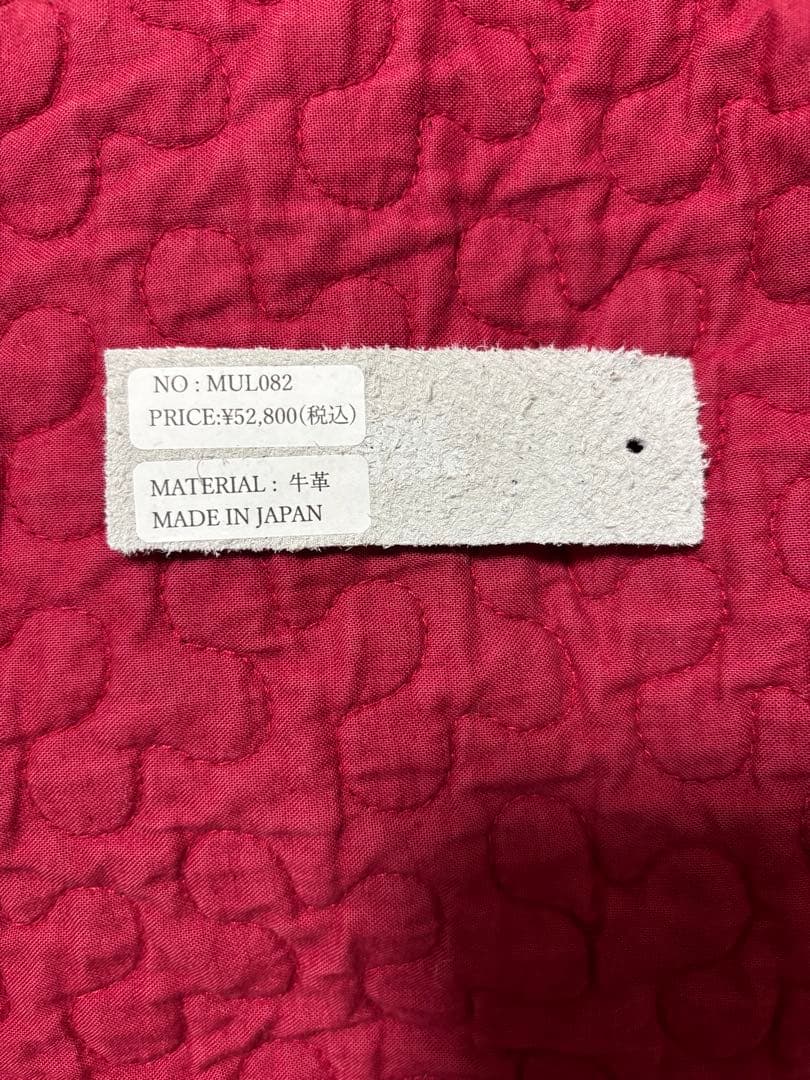 NO : MUL082
PRICE:¥52,800(税込)
MATERIAL : 牛革
MADE IN JAPAN